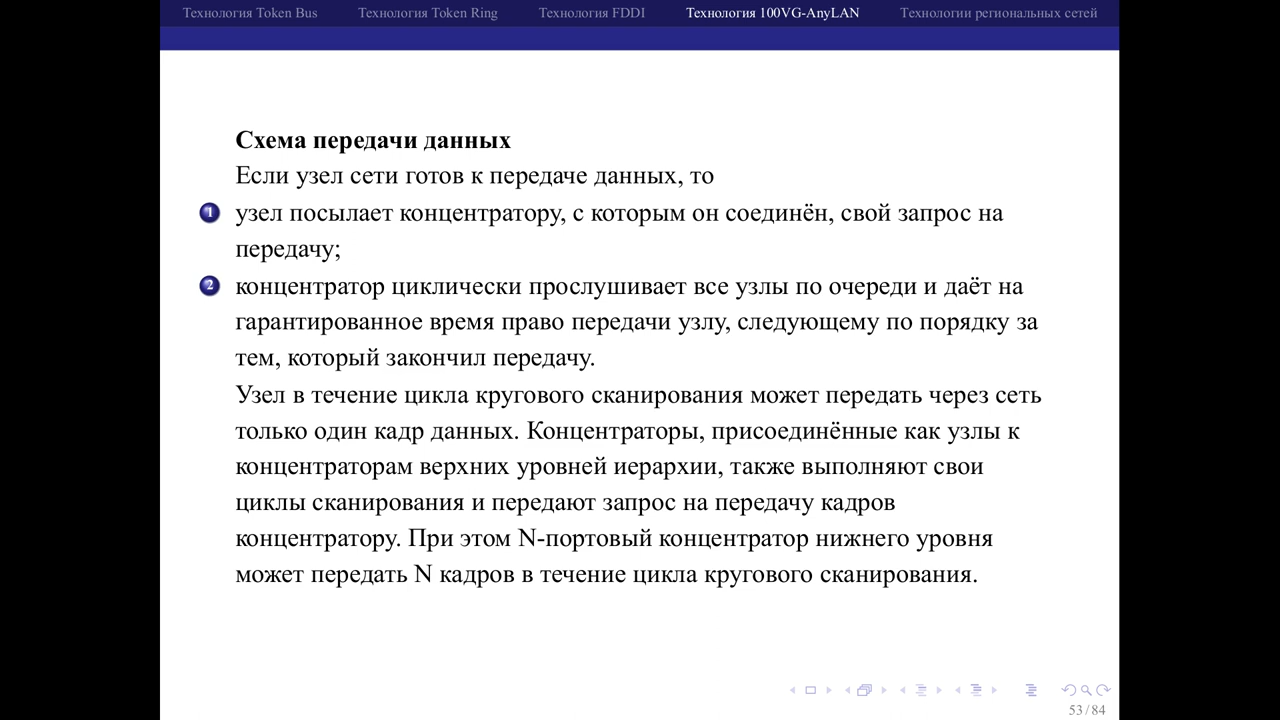 Технология Token Bus Технология Token Ring Технология FDDI Технология 100VG-AnyLAN Технологии региональных сетей
Схема передачи данных
Если узел сети готов к передаче данных, то
1 узел посылает концентратору, с которым он соединён, свой запрос на
передачу;
2 концентратор циклически прослушивает все узлы по очереди и даёт на
гарантированное время право передачи узлу, следующему по порядку за
тем, который закончил передачу.
Узел в течение цикла кругового сканирования может передать через сеть
только один кадр данных. Концентраторы, присоединённые как узлы к
концентраторам верхних уровней иерархии, также выполняют свои
циклы сканирования и передают запрос на передачу кадров
концентратору. При этом N-портовый концентратор нижнего уровня
может передать N кадров в течение цикла кругового сканирования.
53 / 84